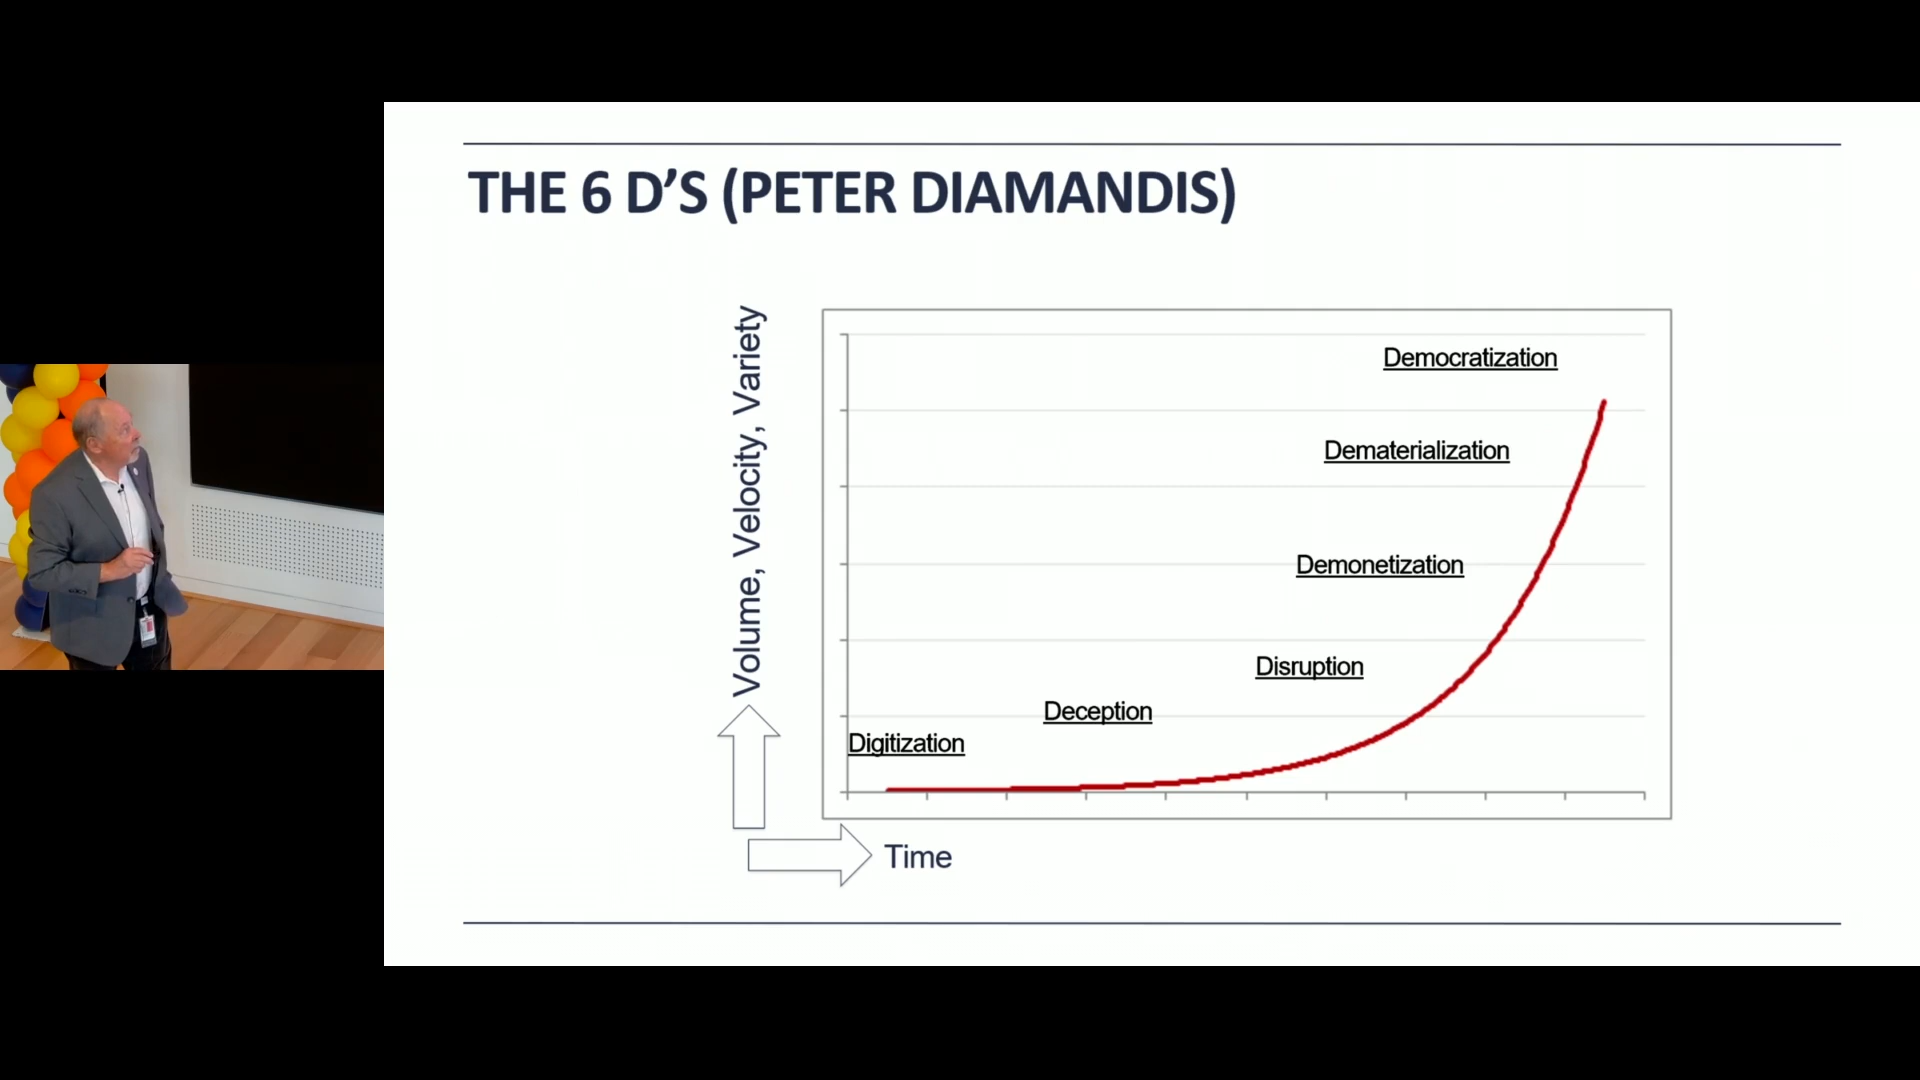 THE 6 D'S (PETER DIAMANDIS)
Volume, Velocity, Variety
Democratization
Dematerialization
Demonetization
Disruption
Deception
Digitization
Time